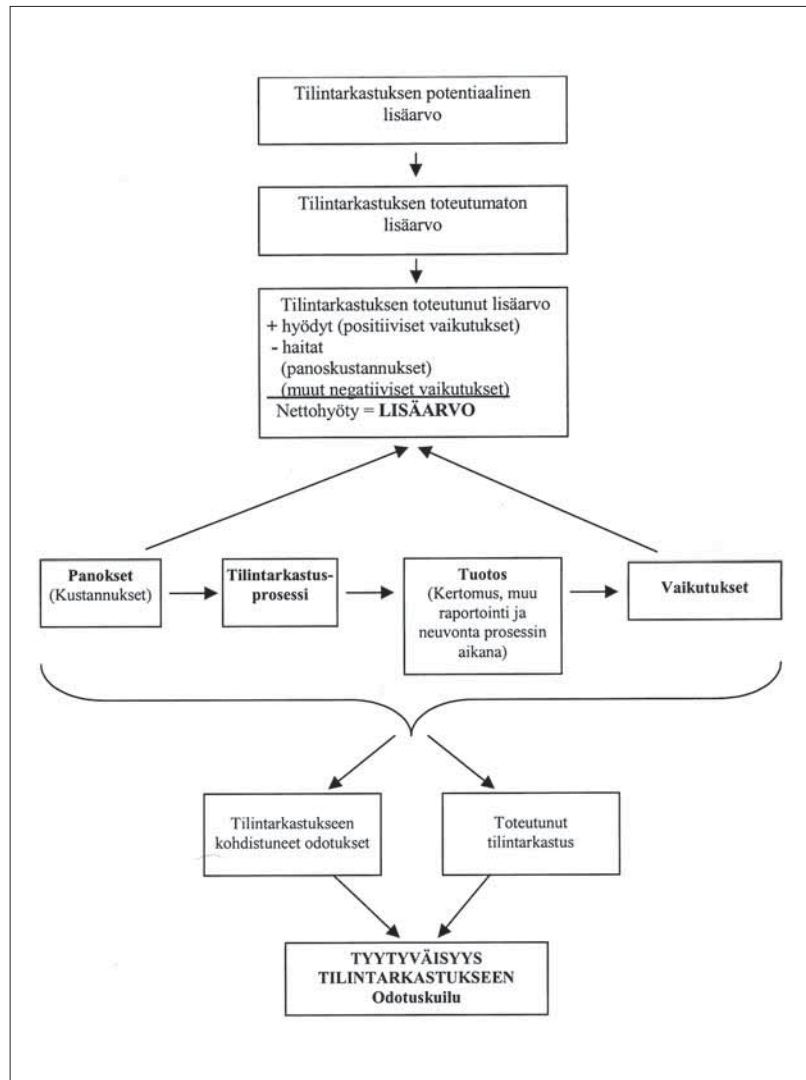 Tilintarkastuksen potentiaalinen
lisäarvo
Tilintarkastuksen toteutumaton
lisäarvo
Tilintarkastuksen toteutunut lisäarvo
+ hyödyt (positiiviset vaikutukset)
- haitat
(panoskustannukset)
(muut negatiiviset vaikutukset)
Nettohyöty = LISÄARVO
Panokset
(Kustannukset)
Tilintarkastus-
prosessi
Tuotos
(Kertomus, muu
raportointi ja
neuvonta prosessin
aikana)
Vaikutukset
Tilintarkastukseen
kohdistuneet odotukset
Toteutunut
tilintarkastus
TYYTYVÄISYYS
TILINTARKASTUKSEEN
Odotuskuilu